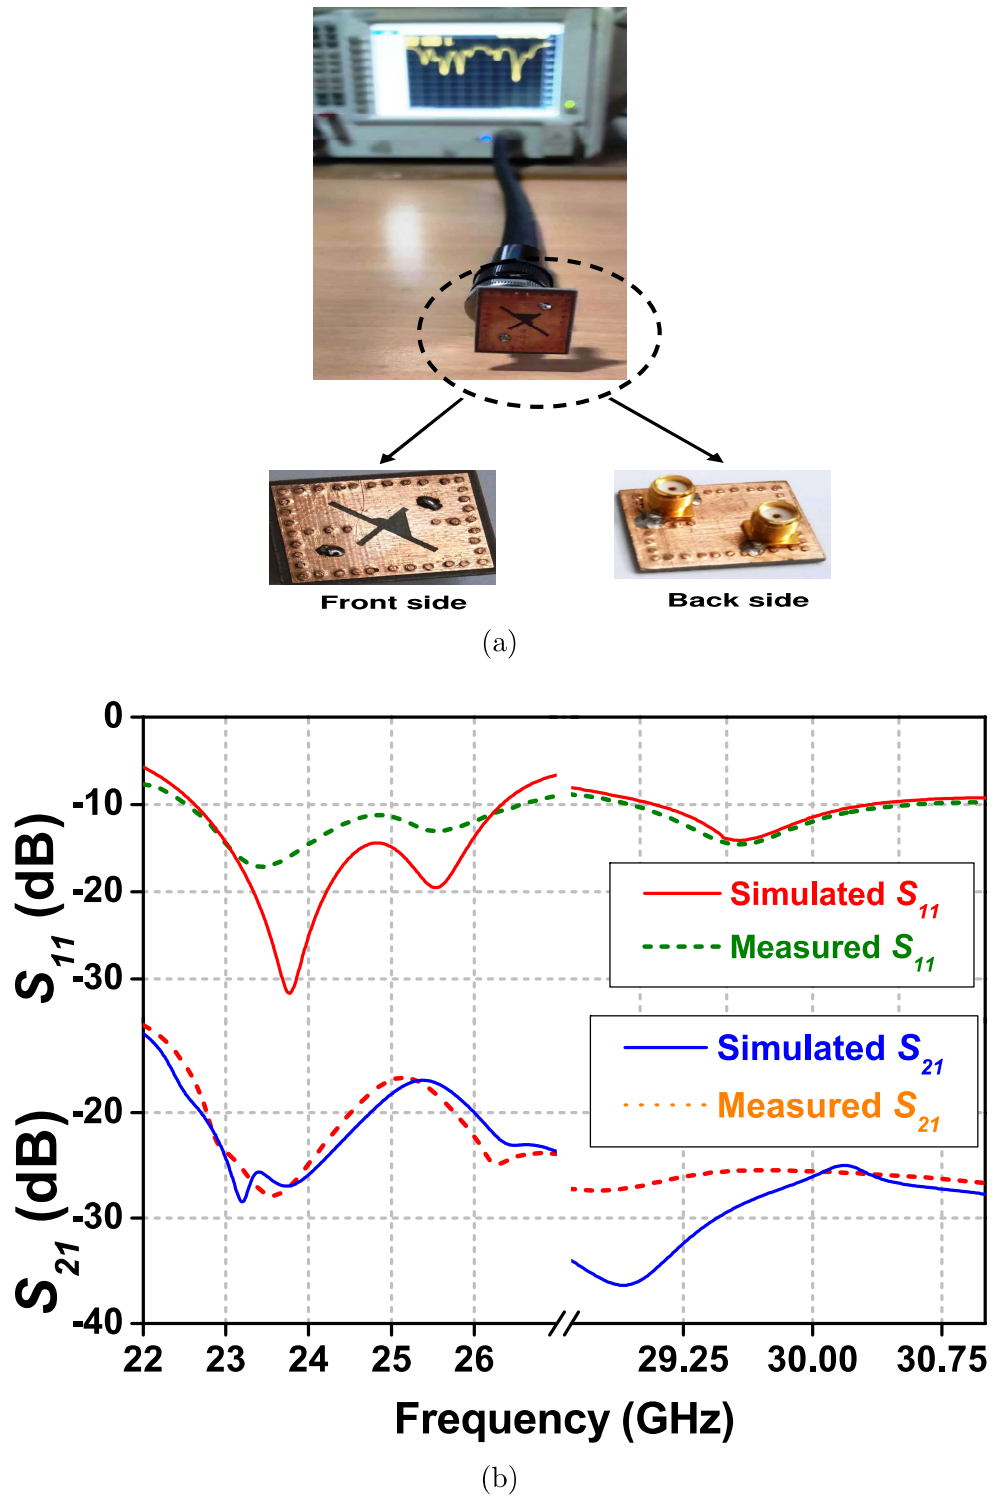 Front side
Back side
(a)
0
-10
-20
-30
S11 (dB)
Simulated S11
Measured S11
-20
-30
-40
S21 (dB)
Simulated S21
Measured S21
22 23 24 25 26 29.25 30.00 30.75
Frequency (GHz)
(b)